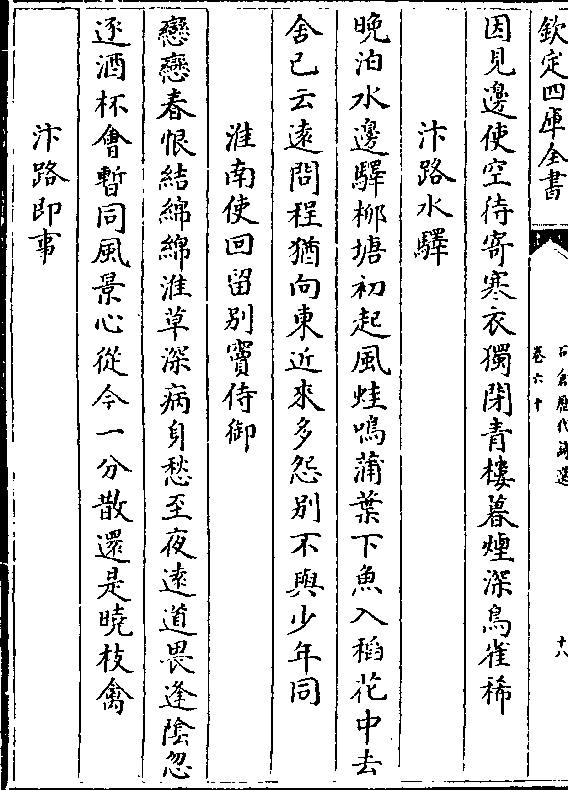 欽定四庫全書
石倉歷代詩選
卷六十
十八
因見邊使空待寄寒衣獨閉青樓暮煙深鳥雀稀
汴路水驛
晚泊水邊驛柳塘初起風蛙鳴蒲葉下魚入稻花中去
舍已云遠問程猶向東近來多怨別不與少年同
淮南使回留別竇侍御
戀戀春恨結綿綿淮草深病身愁至夜遠道畏逢陰忽
逐酒杯會暫同風景心從今一分散還是曉枝禽
汴路即事